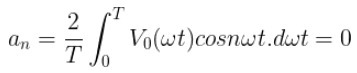 a_n = \frac{2}{T} \int_0^T V_0(\omega t)cosn\omega t.d\omega t = 0